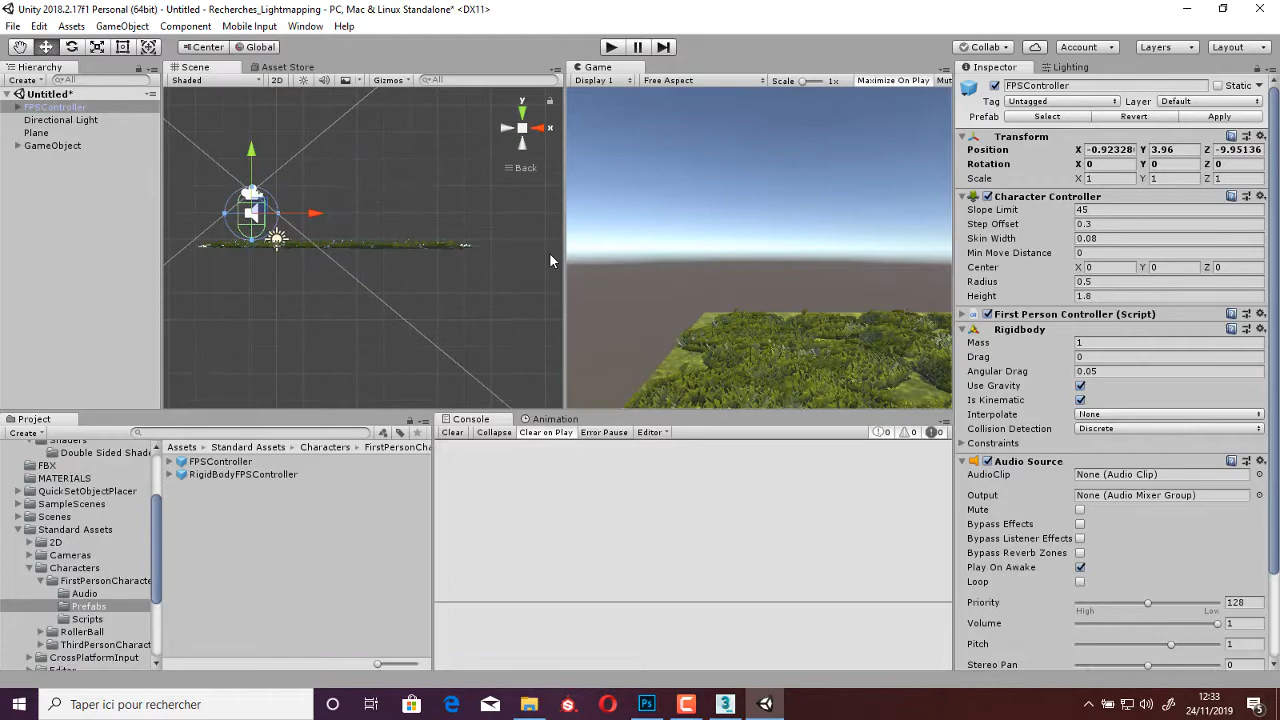 Unity 2018.2.17f1 Personal (64bit) - Untitled - Recherches_Lightmapping - PC, Mac & Linux Standalone* <DX11>
File Edit Assets GameObject Component Mobile Input Window Help
Center Global Collab Account Layers Layout
Hierarchy Scene Asset Store Game Inspector Lighting
Create All Shaded 2D Gizmos All Display 1 Free Aspect Scale 1x Maximize On Play Mut
FPSController Static
Untitled*
FPSController
Directional Light
Plane
GameObject
y
x
Back
Tag Untagged Layer Default
Prefab Select Revert Apply
Transform
Position X -0.92328 Y 3.96 Z -9.95136
Rotation X 0 Y 0 Z 0
Scale X 1 Y 1 Z 1
Character Controller
Slope Limit 45
Step Offset 0.3
Skin Width 0.08
Min Move Distance 0
Center X 0 Y 0 Z 0
Radius 0.5
Height 1.8
First Person Controller (Script)
Rigidbody
Mass 1
Drag 0
Angular Drag 0.05
Use Gravity
Is Kinematic
Interpolate None
Collision Detection Discrete
Constraints
Audio Source
AudioClip None (Audio Clip)
Output None (Audio Mixer Group)
Mute
Bypass Effects
Bypass Listener Effects
Bypass Reverb Zones
Play On Awake
Loop
Priority 128
High Low
Volume 1
Pitch 1
Stereo Pan 0
Project
Create
Double Sided Shade
FBX
MATERIALS
QuickSetObjectPlacer
SampleScenes
Scenes
Standard Assets
2D
Cameras
Characters
FirstPersonCharacte
Audio
Prefabs
Scripts
RollerBall
ThirdPersonCharact
CrossPlatformInput
Assets Standard Assets Characters FirstPersonCha
FPSController
RigidBodyFPSController
Console Animation
Clear Collapse Clear on Play Error Pause Editor 0 0 0
Taper ici pour rechercher
Ps
3
12:33
24/11/2019